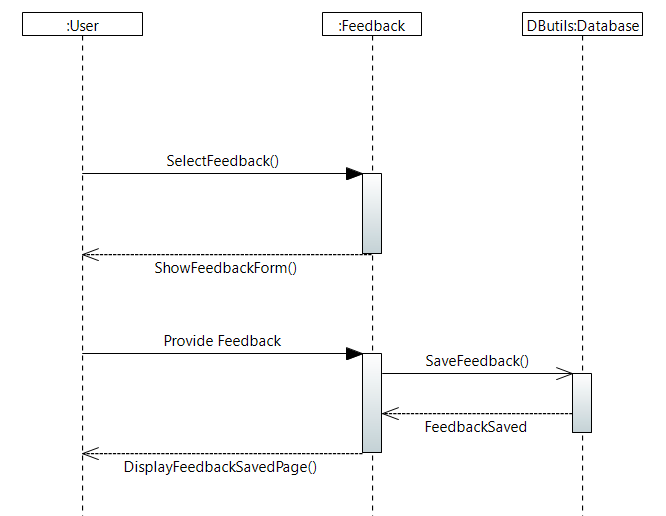 :User
:Feedback
DButils:Database
SelectFeedback()
ShowFeedbackForm()
Provide Feedback
SaveFeedback()
FeedbackSaved
DisplayFeedbackSavedPage()